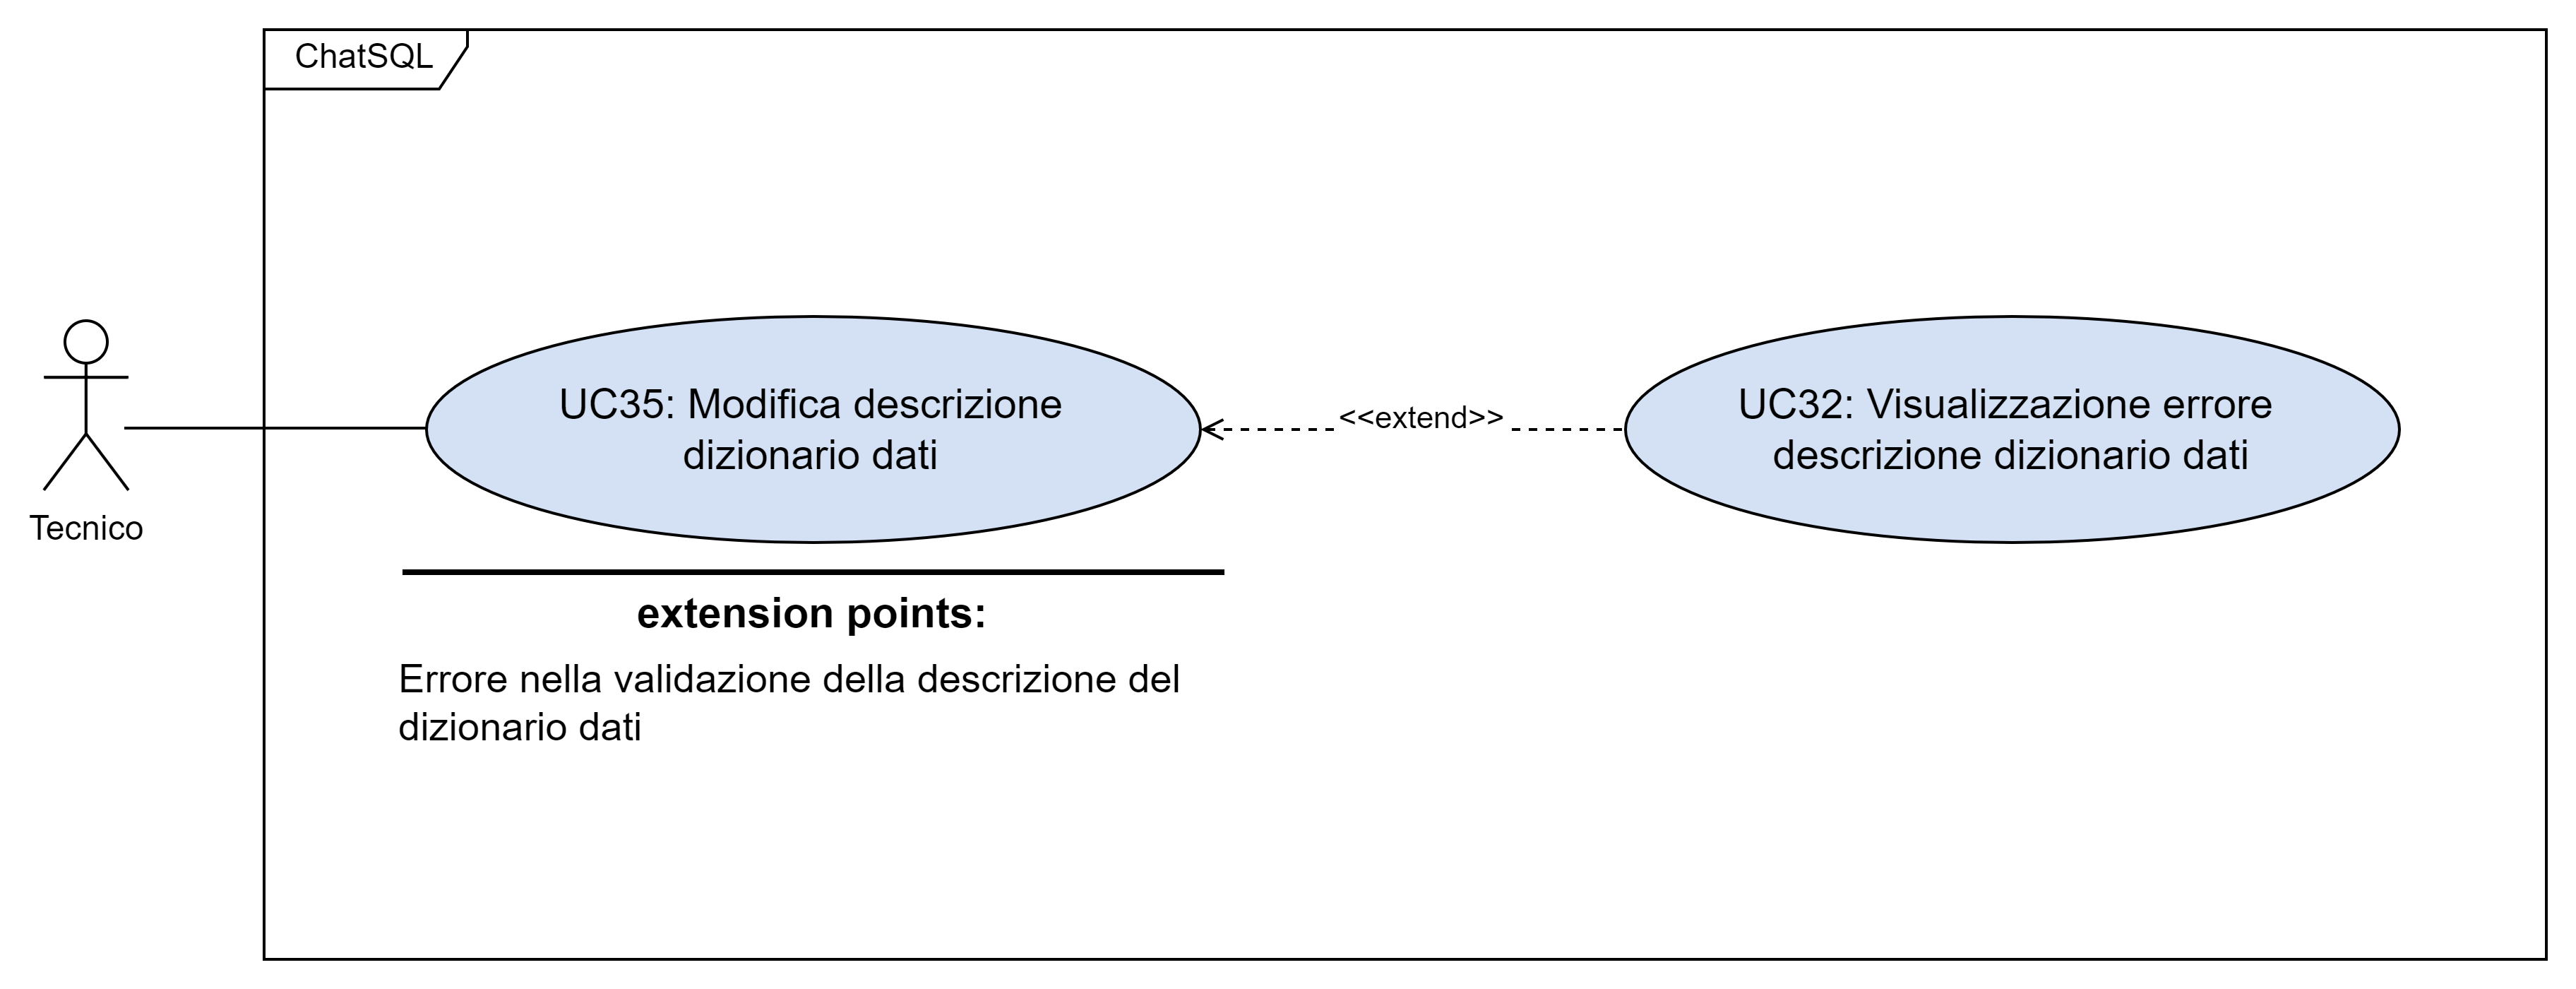 ChatSQL
UC35: Modifica descrizione
dizionario dati
<<extend>>
UC32: Visualizzazione errore
descrizione dizionario dati
Tecnico
extension points:
Errore nella validazione della descrizione del
dizionario dati